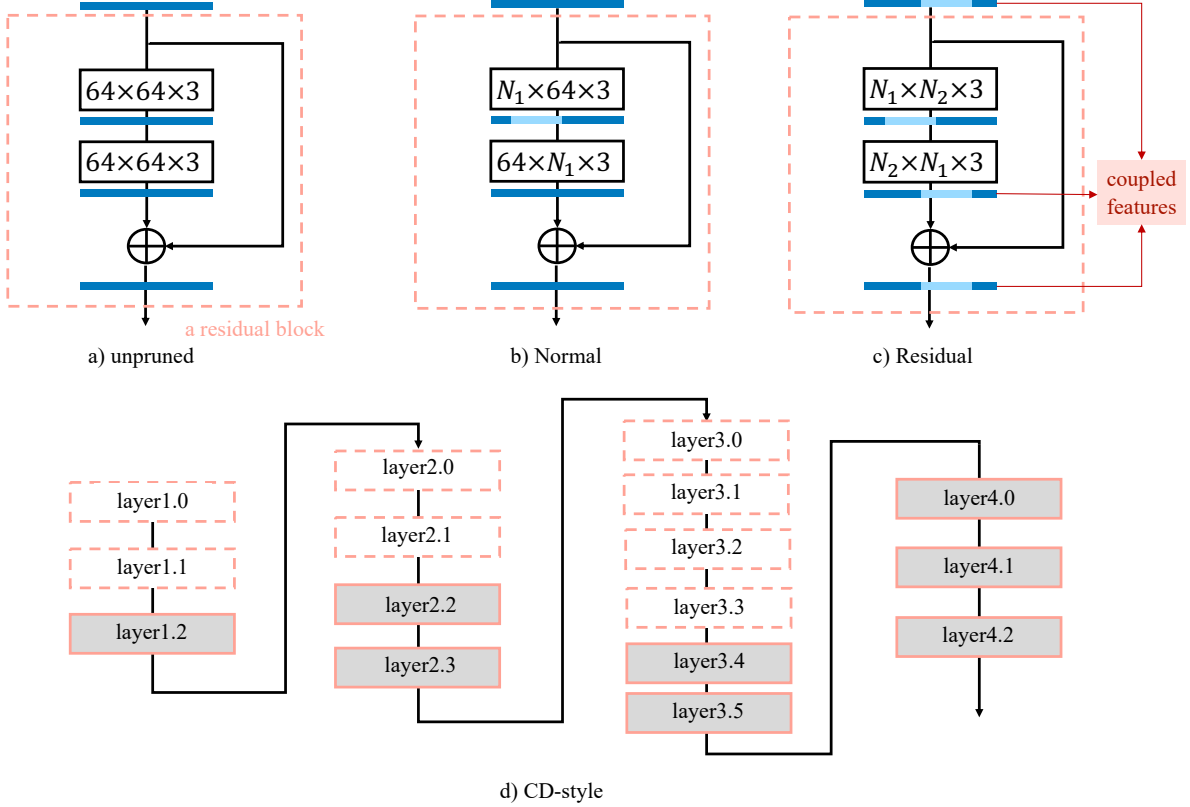 64×64×3
64×64×3
a residual block
a) unpruned
N₁×64×3
64×N₁×3
b) Normal
N₁×N₂×3
N₂×N₁×3
coupled
features
c) Residual
layer1.0
layer1.1
layer1.2
layer2.0
layer2.1
layer2.2
layer2.3
layer3.0
layer3.1
layer3.2
layer3.3
layer3.4
layer3.5
layer4.0
layer4.1
layer4.2
d) CD-style